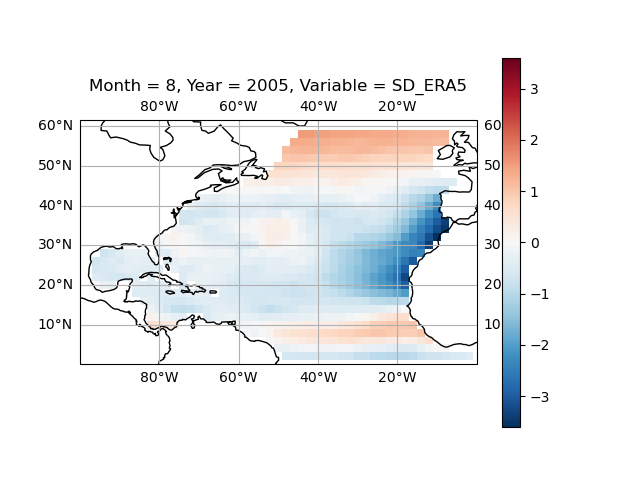 Month = 8, Year = 2005, Variable = SD_ERA5
80°W 60°W 40°W 20°W
60°N 60
50°N
40°N 40
30°N 30
20°N 20
10°N 10
80°W 60°W 40°W 20°W
3
2
1
0
−1
−2
−3